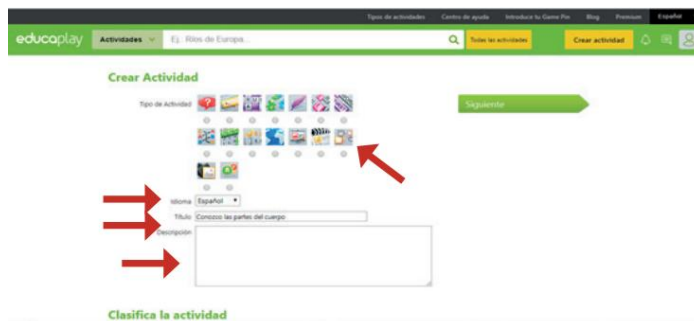 Tipos de actividades Centro de ayuda Introduce tu Game Pin Blog Premium Español
educaplay Actividades Ej. Ríos de Europa... Todas las actividades Crear actividad
Crear Actividad
Tipo de Actividad
Siguiente
Idioma Español
Título Conozco las partes del cuerpo
Descripción
Clasifica la actividad